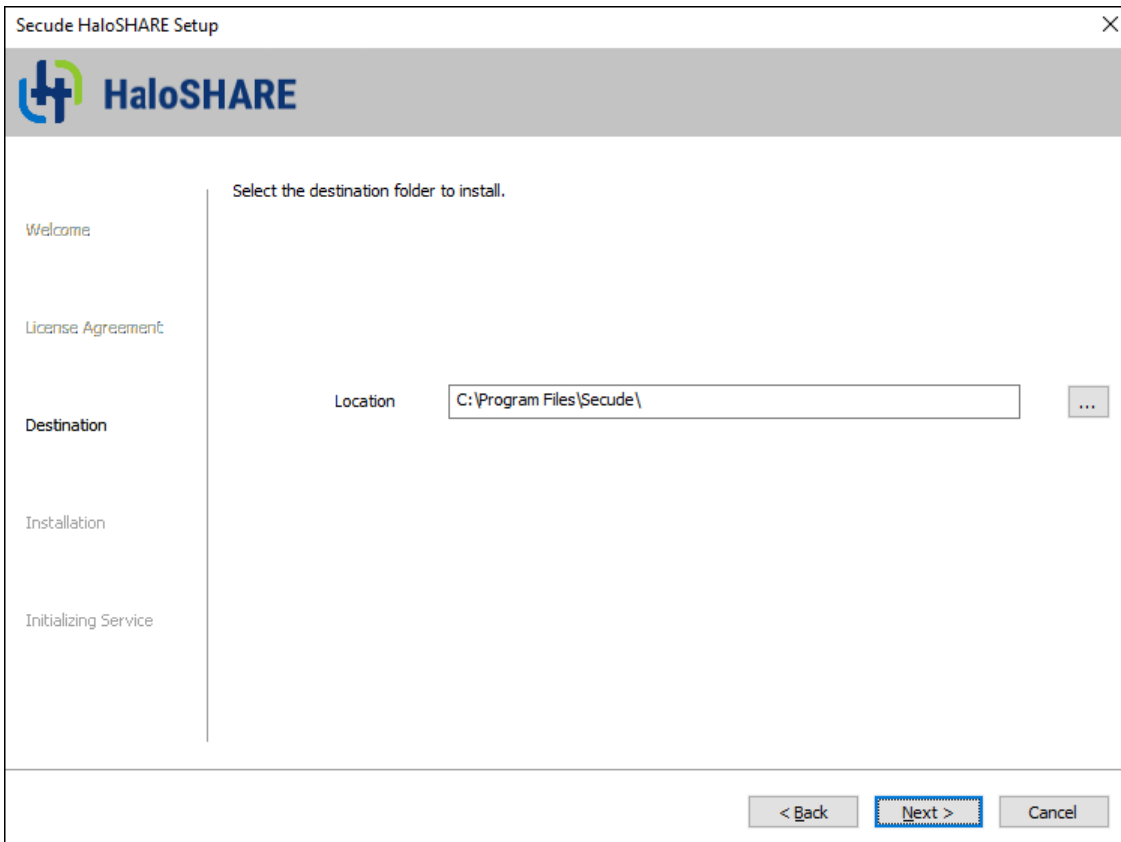 Secude HaloSHARE Setup
HaloSHARE
Select the destination folder to install.
Welcome
License Agreement
Location
C:\Program Files\Secude\
...
Destination
Installation
Initializing Service
< Back
Next >
Cancel